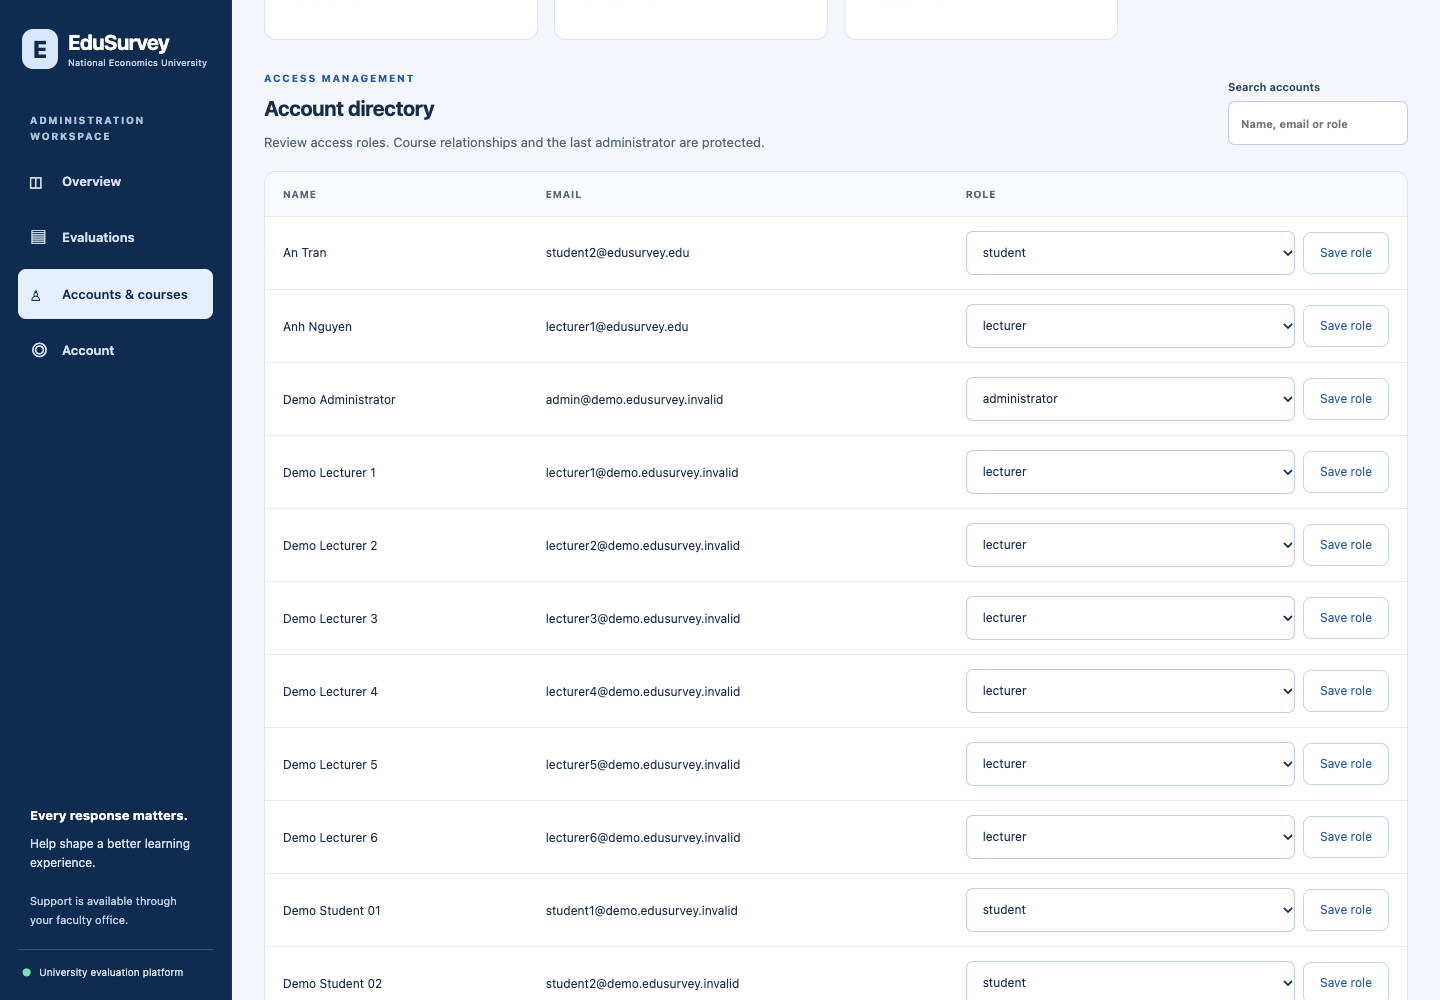 E
EduSurvey
National Economics University
ADMINISTRATION
WORKSPACE
Overview
Evaluations
Accounts & courses
Account
Every response matters.
Help shape a better learning
experience.
Support is available through
your faculty office.
University evaluation platform
ACCESS MANAGEMENT
Account directory
Review access roles. Course relationships and the last administrator are protected.
Search accounts
Name, email or role
NAME EMAIL ROLE
An Tran student2@edusurvey.edu student Save role
Anh Nguyen lecturer1@edusurvey.edu lecturer Save role
Demo Administrator admin@demo.edusurvey.invalid administrator Save role
Demo Lecturer 1 lecturer1@demo.edusurvey.invalid lecturer Save role
Demo Lecturer 2 lecturer2@demo.edusurvey.invalid lecturer Save role
Demo Lecturer 3 lecturer3@demo.edusurvey.invalid lecturer Save role
Demo Lecturer 4 lecturer4@demo.edusurvey.invalid lecturer Save role
Demo Lecturer 5 lecturer5@demo.edusurvey.invalid lecturer Save role
Demo Lecturer 6 lecturer6@demo.edusurvey.invalid lecturer Save role
Demo Student 01 student1@demo.edusurvey.invalid student Save role
Demo Student 02 student2@demo.edusurvey.invalid student Save role